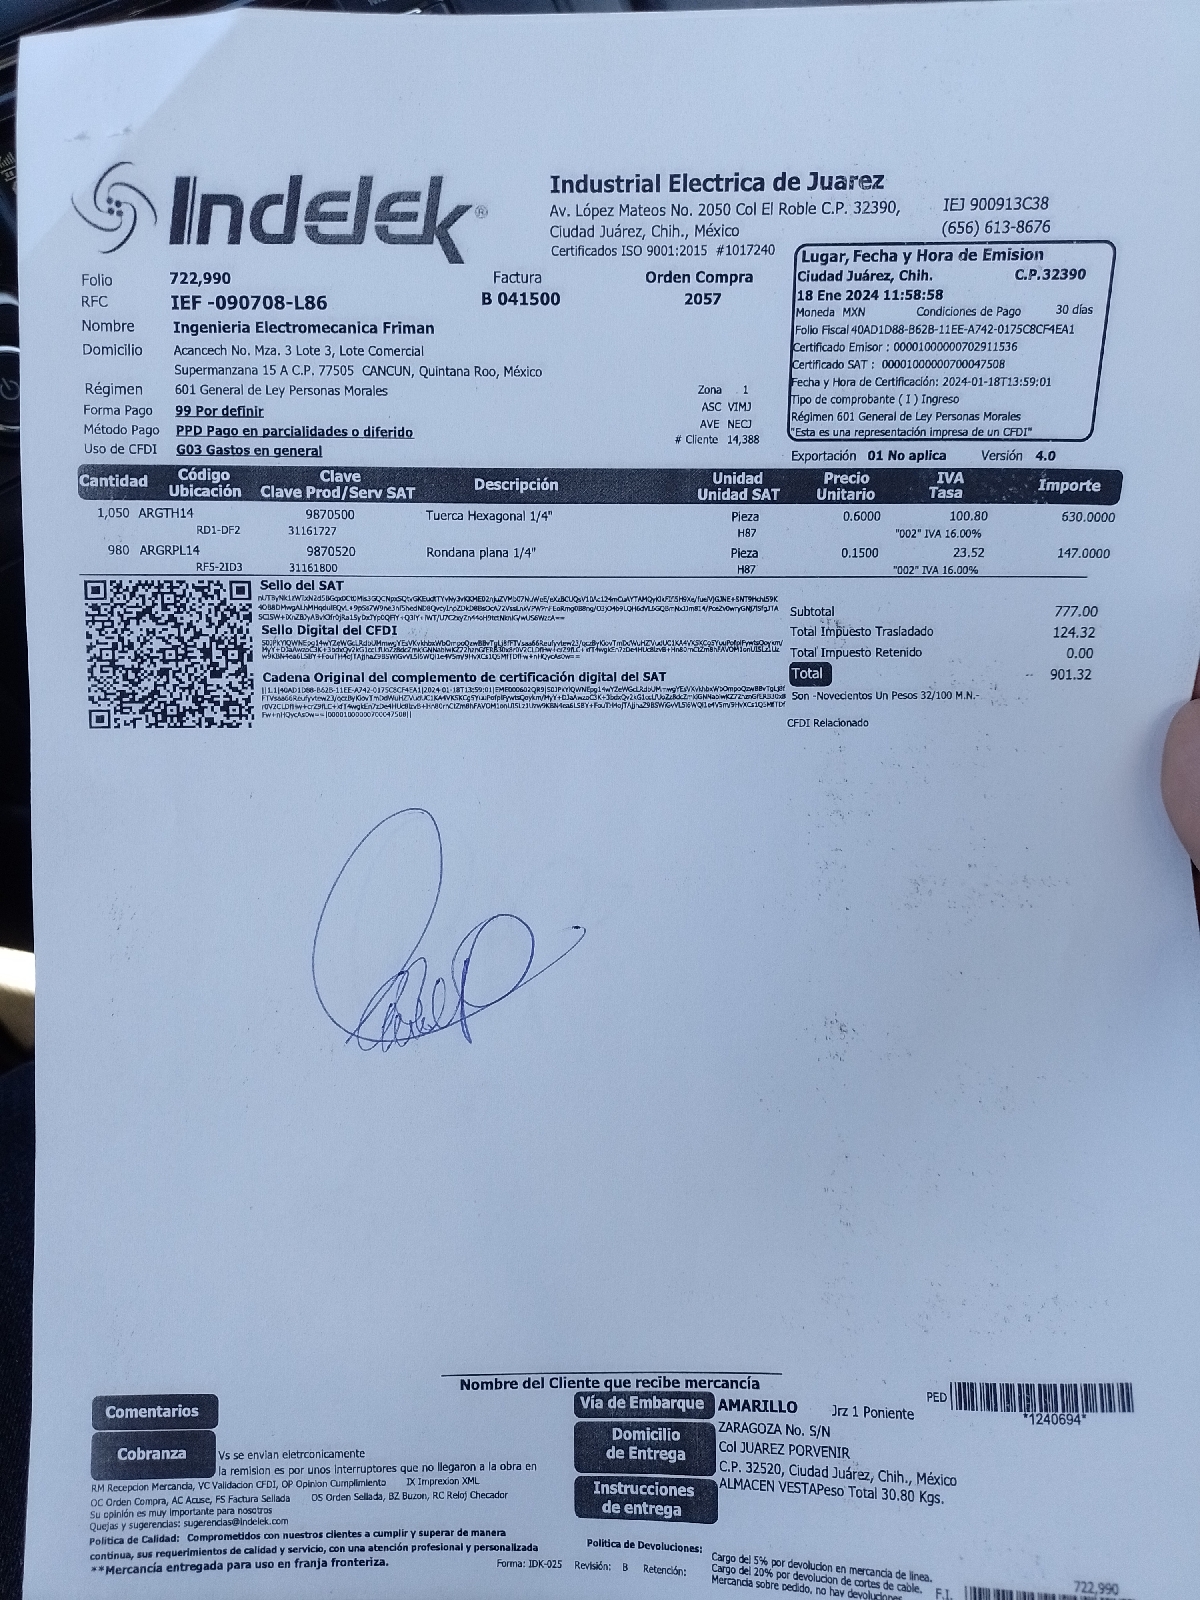 Indelek®
Industrial Electrica de Juarez
Av. López Mateos No. 2050 Col El Roble C.P. 32390,
Ciudad Juárez, Chih., México
Certificados ISO 9001:2015 #1017240
IEJ 900913C38
(656) 613-8676
Folio 722,990
RFC IEF -090708-L86
Nombre Ingenieria Electromecanica Friman
Domicilio Acancech No. Mza. 3 Lote 3, Lote Comercial
Supermanzana 15 A C.P. 77505 CANCUN, Quintana Roo, México
Régimen 601 General de Ley Personas Morales
Forma Pago 99 Por definir
Método Pago PPD Pago en parcialidades o diferido
Uso de CFDI G03 Gastos en general
Factura
B 041500
Orden Compra
2057
Zona 1
ASC VIMJ
AVE NECJ
# Cliente 14,388
Lugar, Fecha y Hora de Emision
Ciudad Juárez, Chih. C.P.32390
18 Ene 2024 11:58:58
Moneda MXN Condiciones de Pago 30 días
Folio Fiscal 40AD1D88-B62B-11EE-A742-0175C8CF4EA1
Certificado Emisor : 00001000000702911536
Certificado SAT : 00001000000700047508
Fecha y Hora de Certificación: 2024-01-18T13:59:01
Tipo de comprobante ( I ) Ingreso
Régimen 601 General de Ley Personas Morales
"Esta es una representación impresa de un CFDI"
Exportación 01 No aplica Versión 4.0
Cantidad Código Ubicación Clave Clave Prod/Serv SAT Descripción Unidad Unidad SAT Precio Unitario IVA Tasa Importe
1,050 ARGTH14 9870500 Tuerca Hexagonal 1/4" Pieza 0.6000 100.80 630.0000
RD1-DF2 31161727 H87 "002" IVA 16.00%
980 ARGRPL14 9870520 Rondana plana 1/4" Pieza 0.1500 23.52 147.0000
RF5-2ID3 31161800 H87 "002" IVA 16.00%
Sello del SAT
Sello Digital del CFDI
Cadena Original del complemento de certificación digital del SAT
Subtotal 777.00
Total Impuesto Trasladado 124.32
Total Impuesto Retenido 0.00
Total 901.32
Son -Novecientos Un Pesos 32/100 M.N.-
CFDI Relacionado
Nombre del Cliente que recibe mercancía
Comentarios
Cobranza
Vs se envian eletrconicamente
la remision es por unos interruptores que no llegaron a la obra en
RM Recepcion Mercancia, VC Validacion CFDI, OP Opinion Cumplimiento IX Imprexion XML
OC Orden Compra, AC Acuse, FS Factura Sellada OS Orden Sellada, BZ Buzon, RC Reloj Checador
Su opinión es muy importante para nosotros
Quejas y sugerencias: sugerencias@indelek.com
Politica de Calidad: Comprometidos con nuestros clientes a cumplir y superar de manera
continua, sus requerimientos de calidad y servicio, con una atención profesional y personalizada
**Mercancía entregada para uso en franja fronteriza.
Forma: IDK-025 Revisión: B Retención:
Vía de Embarque AMARILLO Jrz 1 Poniente
PED *1240694*
Domicilio de Entrega
ZARAGOZA No. S/N
Col JUAREZ PORVENIR
C.P. 32520, Ciudad Juárez, Chih., México
Instrucciones de entrega
ALMACEN VESTAPeso Total 30.80 Kgs.
Politica de Devoluciones:
Cargo del 5% por devolucion en mercancia de linea.
Cargo del 20% por devolucion de cortes de cable.
Mercancia sobre pedido, no hay devoluciones
F.I.
722,990